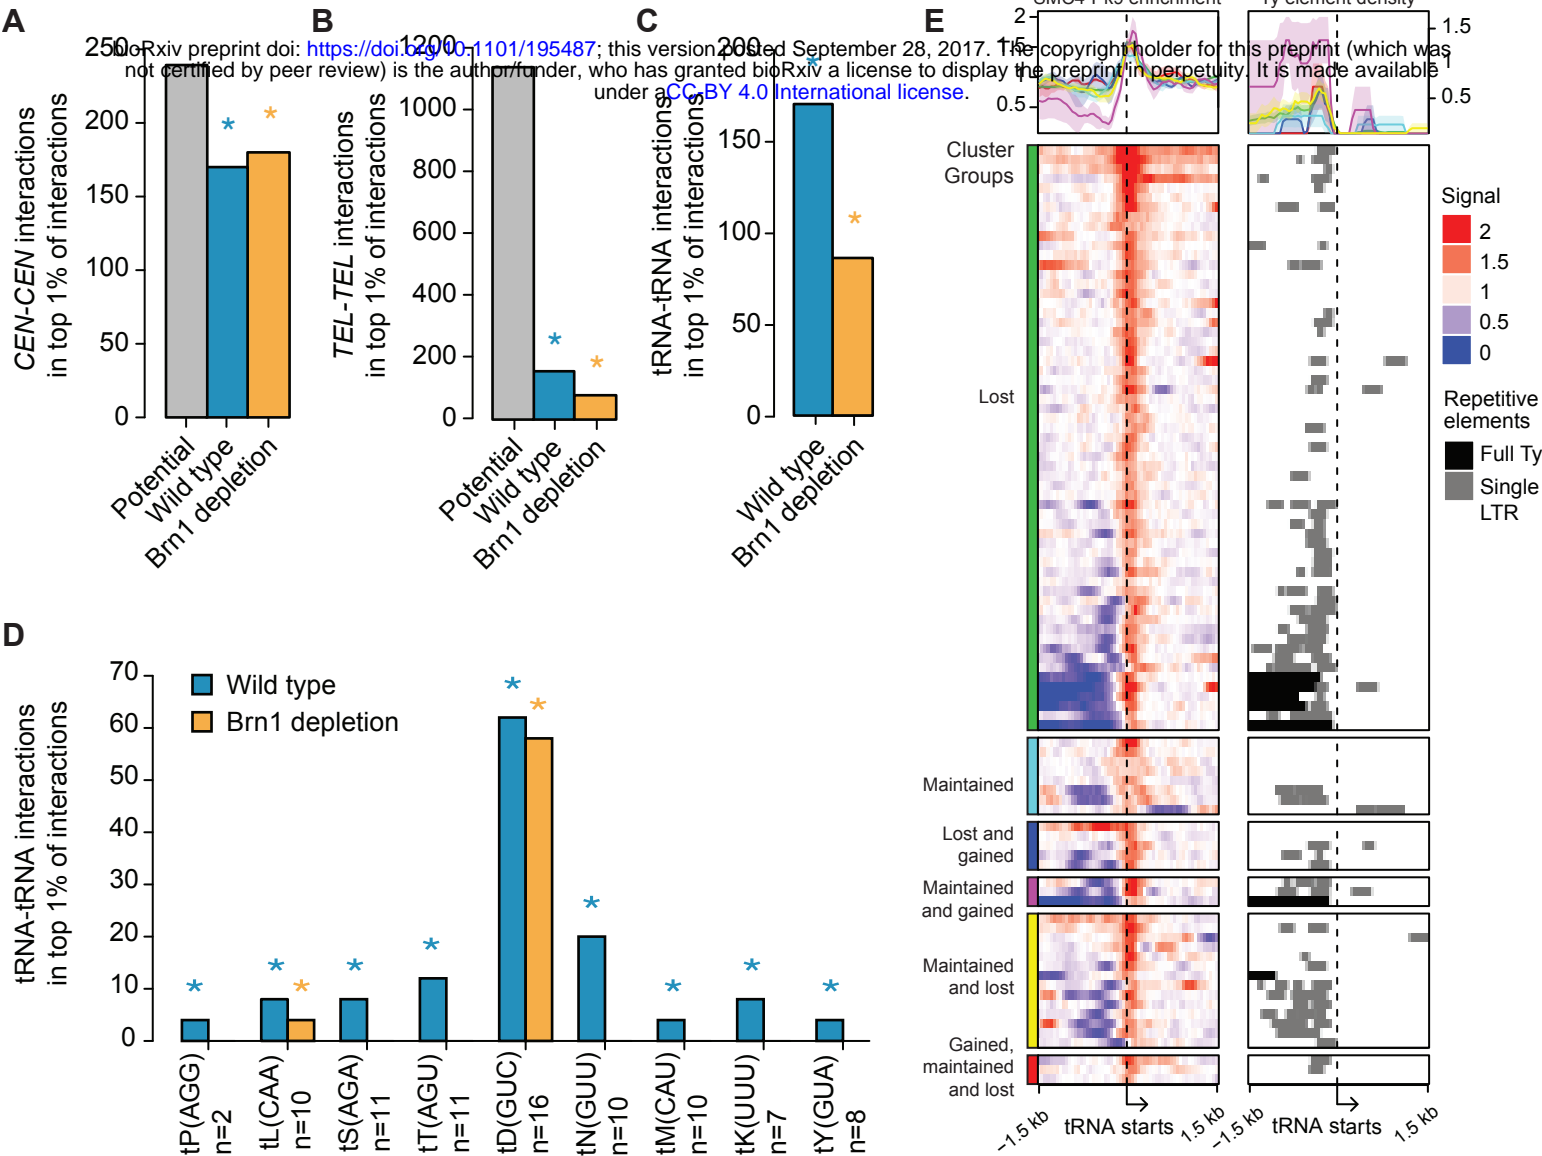 A
B
C
E
SMC4-PK9 enrichment
Ty element density
bioRxiv preprint doi: https://doi.org/10.1101/195487; this version posted September 28, 2017. The copyright holder for this preprint (which was
not certified by peer review) is the author/funder, who has granted bioRxiv a license to display the preprint in perpetuity. It is made available
under aCC-BY 4.0 International license.
CEN-CEN interactions
in top 1% of interactions
250
200
150
100
50
0
*
*
Potential
Wild type
Brn1 depletion
TEL-TEL interactions
in top 1% of interactions
1200
1000
800
600
400
200
0
*
*
Potential
Wild type
Brn1 depletion
tRNA-tRNA interactions
in top 1% of interactions
200
150
100
50
0
*
*
Wild type
Brn1 depletion
D
tRNA-tRNA interactions
in top 1% of interactions
70
60
50
40
30
20
10
0
Wild type
Brn1 depletion
* * * * * * * * * * *
tP(AGG)
n=2
tL(CAA)
n=10
tS(AGA)
n=11
tT(AGU)
n=11
tD(GUC)
n=16
tN(GUU)
n=10
tM(CAU)
n=10
tK(UUU)
n=7
tY(GUA)
n=8
2
1.5
1
0.5
1.5
1
0.5
Cluster
Groups
Lost
Maintained
Lost and
gained
Maintained
and gained
Maintained
and lost
Gained,
maintained
and lost
−1.5 kb
tRNA starts
1.5 kb
−1.5 kb
tRNA starts
1.5 kb
Signal
2
1.5
1
0.5
0
Repetitive
elements
Full Ty
Single
LTR